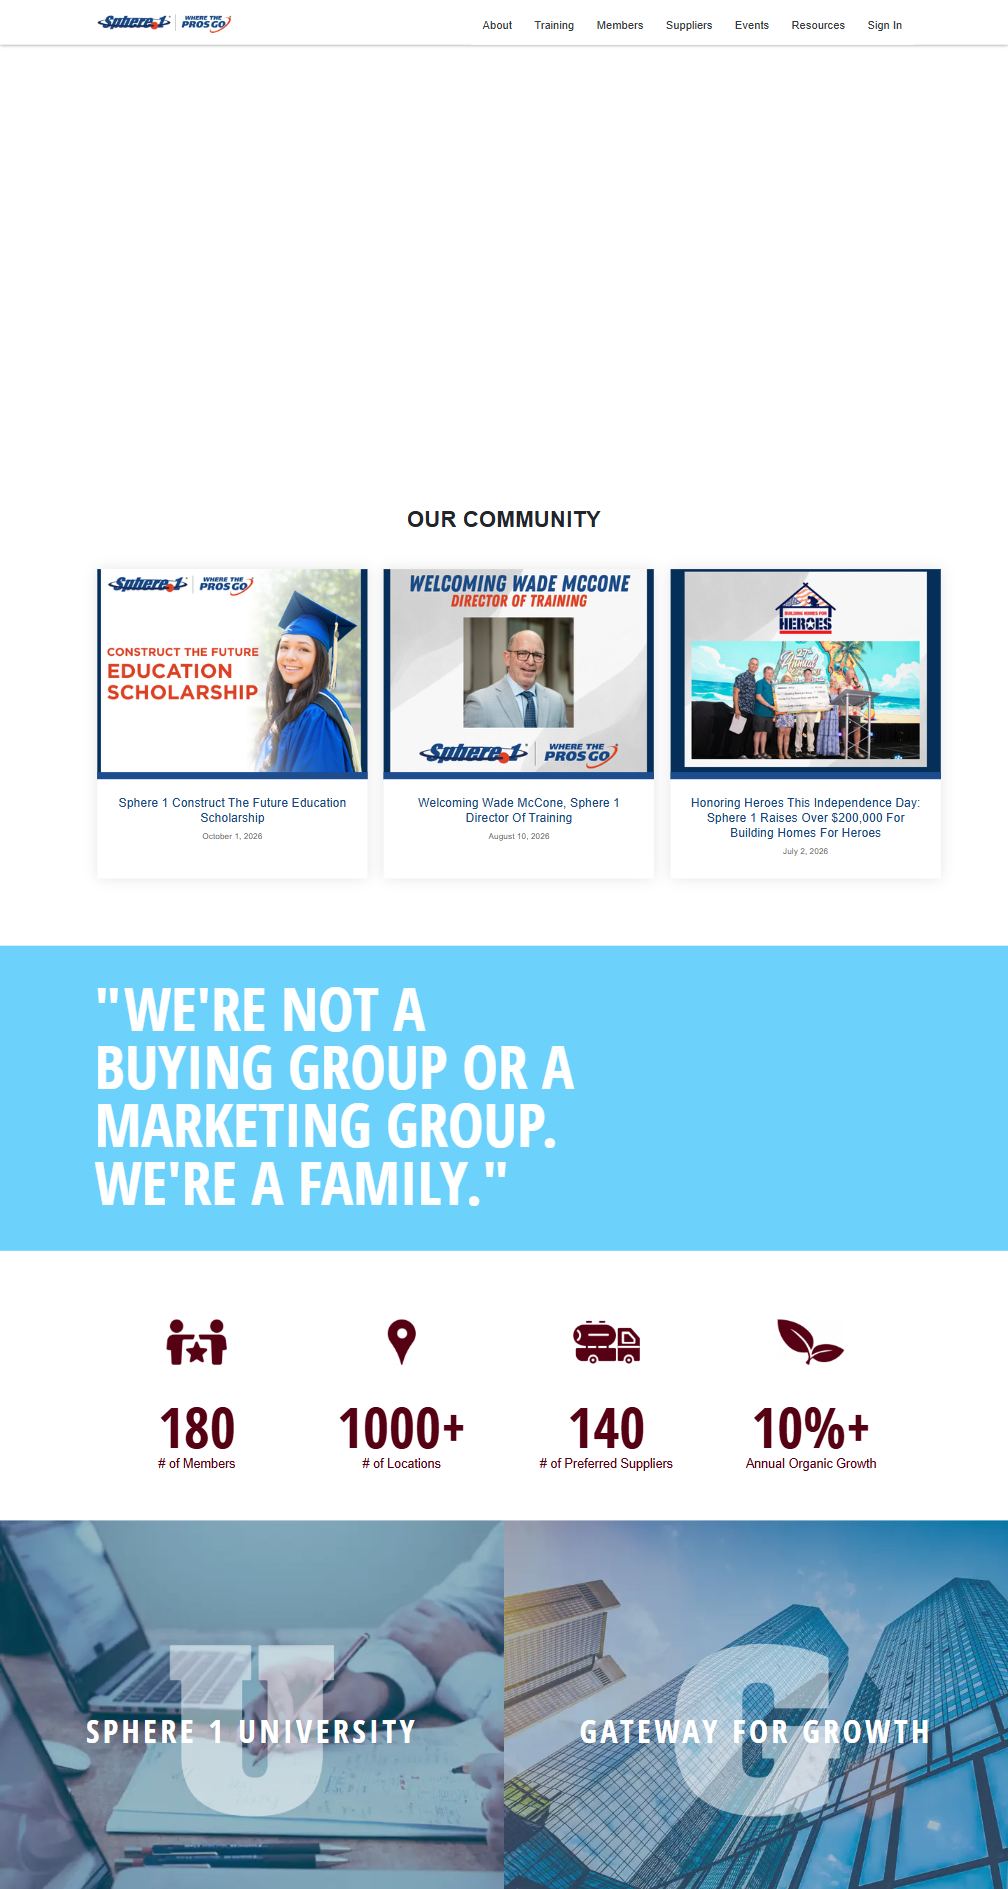 Sphere 1 WHERE THE
PROS GO
About Training Members Suppliers Events Resources Sign In
OUR COMMUNITY
Sphere 1 WHERE THE
PROS GO
CONSTRUCT THE FUTURE
EDUCATION
SCHOLARSHIP
Sphere 1 Construct The Future Education
Scholarship
October 1, 2026
WELCOMING WADE MCCONE
DIRECTOR OF TRAINING
Sphere 1 WHERE THE
PROS GO
Welcoming Wade McCone, Sphere 1
Director Of Training
August 10, 2026
BUILDING HOMES FOR
HEROES
27th
Annual
Honoring Heroes This Independence Day:
Sphere 1 Raises Over $200,000 For
Building Homes For Heroes
July 2, 2026
"WE'RE NOT A
BUYING GROUP OR A
MARKETING GROUP.
WE'RE A FAMILY."
180
# of Members
1000+
# of Locations
140
# of Preferred Suppliers
10%+
Annual Organic Growth
U
SPHERE 1 UNIVERSITY
G
GATEWAY FOR GROWTH